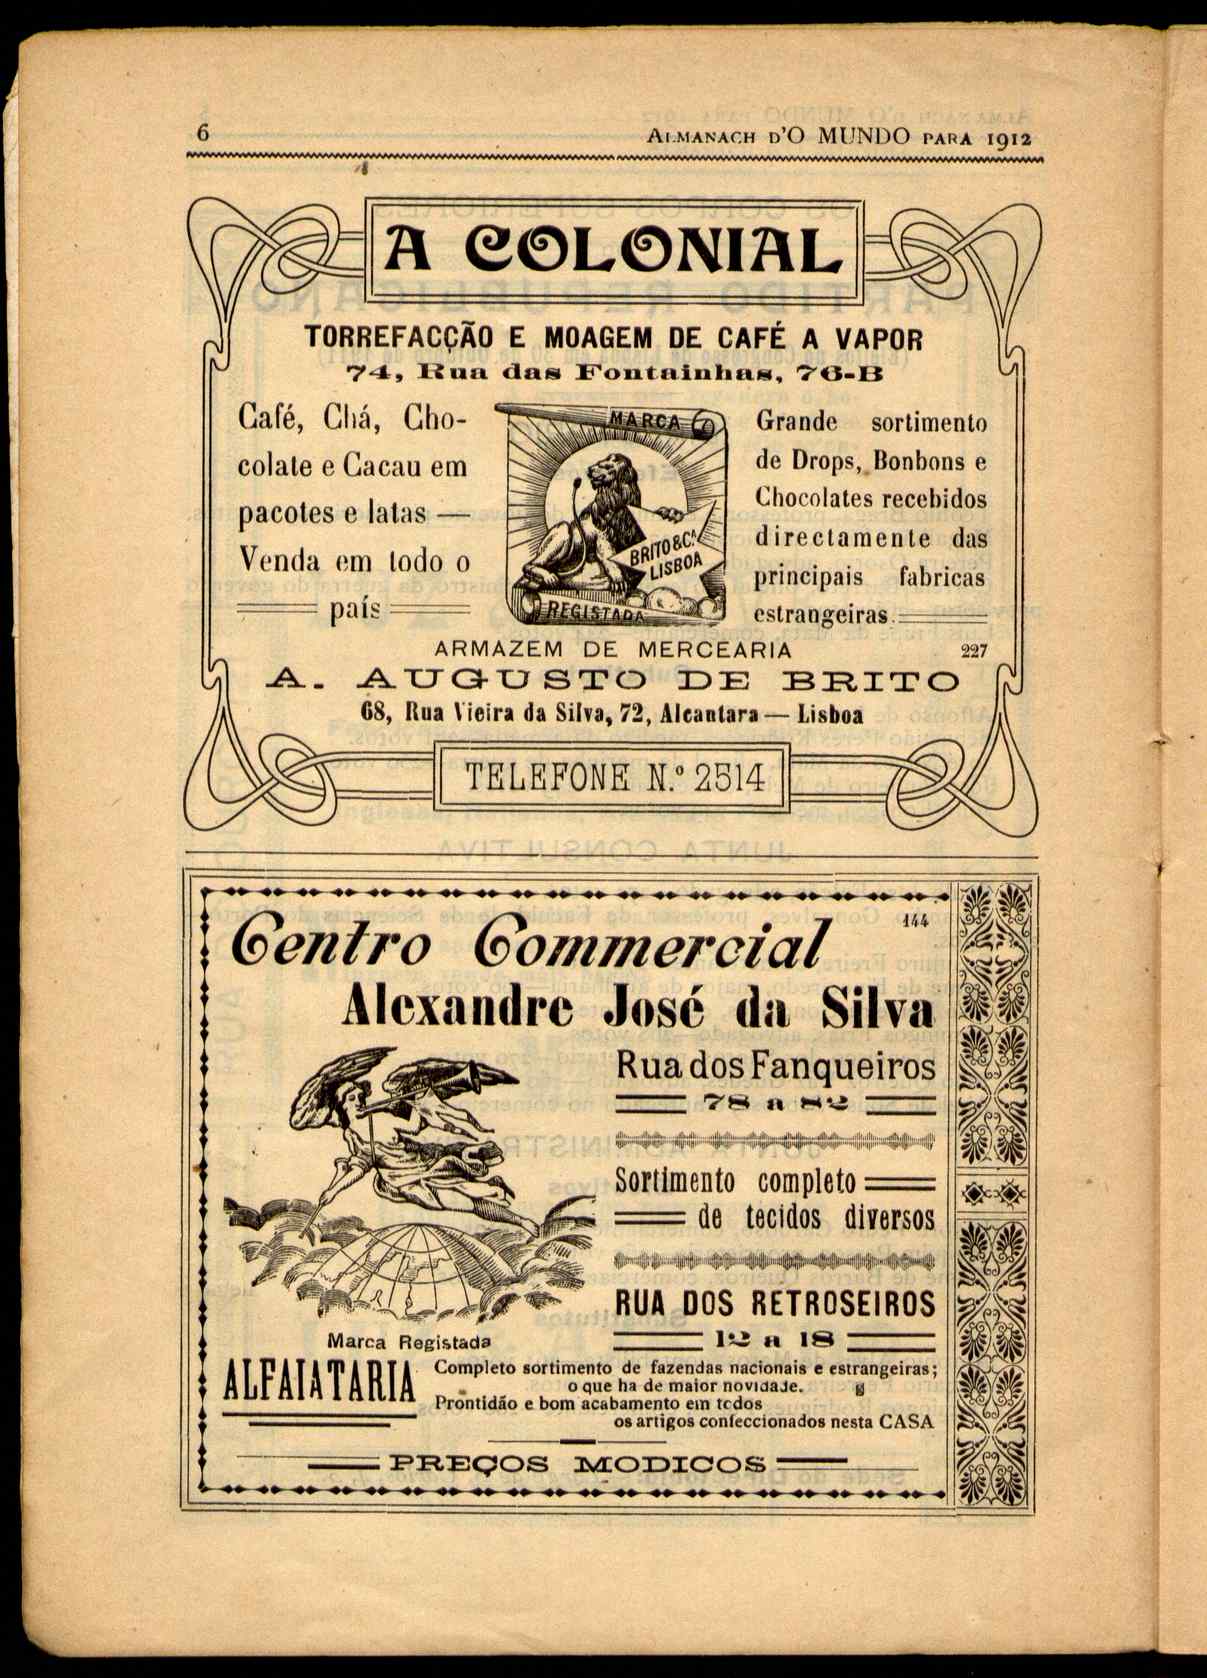 6
ALMANACH D'O MUNDO PARA 1912
A COLONIAL
TORREFACÇÃO E MOAGEM DE CAFÉ A VAPOR
74, Rua das Fontainhas, 76-B
Café, Chá, Cho-
colate e Cacau em
pacotes e latas —
Venda em todo o
país
MARCA
BRITO & Cª
LISBOA
REGISTADA
Grande sortimento
de Drops, Bonbons e
Chocolates recebidos
directamente das
principais fabricas
estrangeiras.
ARMAZEM DE MERCEARIA
227
A. AUGUSTO DE BRITO
68, Rua Vieira da Silva, 72, Alcantara — Lisboa
TELEFONE N.º 2514
144
Centro Commercial
Alexandre José da Silva
Rua dos Fanqueiros
78 a 82
Sortimento completo
de tecidos diversos
RUA DOS RETROSEIROS
12 a 18
Marca Registada
ALFAIATARIA
Completo sortimento de fazendas nacionais e estrangeiras;
o que ha de maior novidade.
Prontidão e bom acabamento em todos
os artigos confeccionados nesta CASA
PREÇOS MODICOS